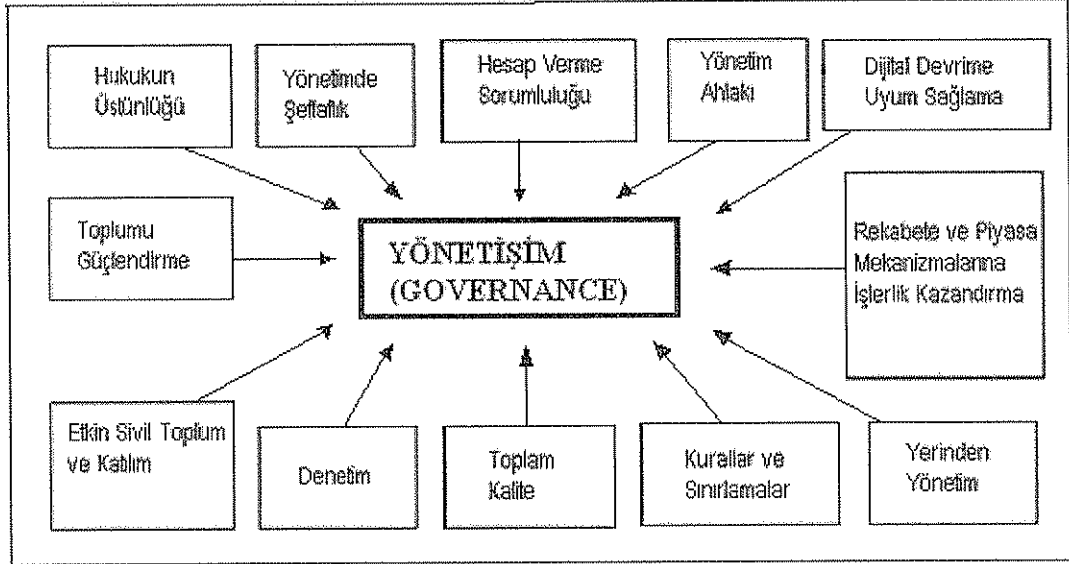 Hukukun
Üstünlüğü
Yönetimde
Şeffaflık
Hesap Verme
Sorumluluğu
Yönetim
Ahlakı
Dijital Devrime
Uyum Sağlama
Toplumu
Güçlendirme
YÖNETİŞİM
(GOVERNANCE)
Rekabete ve Piyasa
Mekanizmalarına
İşlerlik Kazandırma
Etkin Sivil Toplum
ve Katılım
Denetim
Toplam
Kalite
Kurallar ve
Sınırlamalar
Yerinden
Yönetim